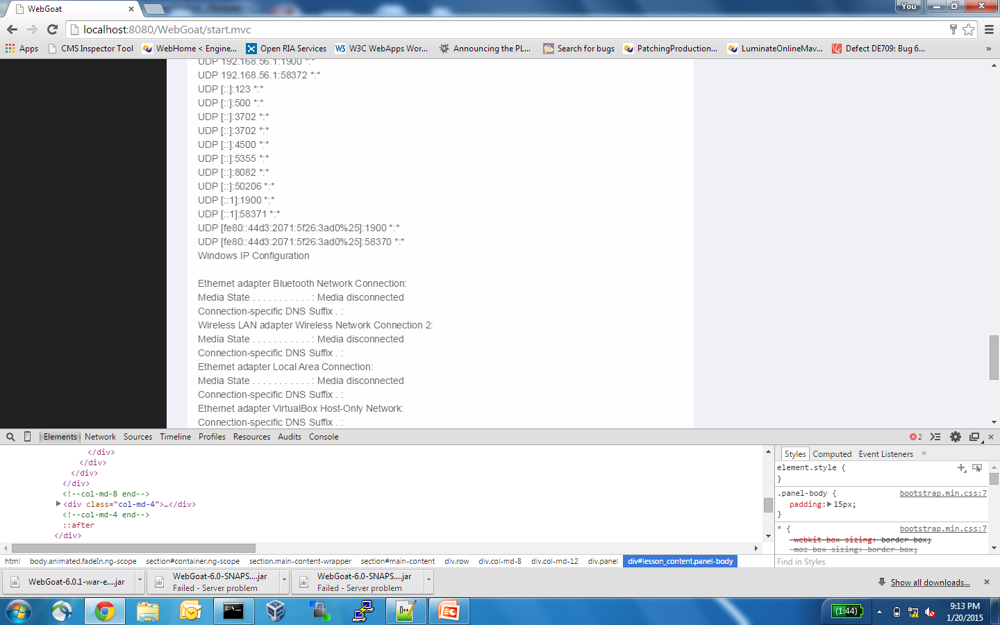 WebGoat
You
localhost:8080/WebGoat/start.mvc
Apps CMS Inspector Tool WebHome < Engine... Open RIA Services W3C WebApps Wor... Announcing the PL... Search for bugs PatchingProduction... LuminateOnlineMav... Defect DE709: Bug 6... »
UDP 192.168.56.1:1900 *:*
UDP 192.168.56.1:58372 *:*
UDP [::]:123 *:*
UDP [::]:500 *:*
UDP [::]:3702 *:*
UDP [::]:3702 *:*
UDP [::]:4500 *:*
UDP [::]:5355 *:*
UDP [::]:8082 *:*
UDP [::]:50206 *:*
UDP [::1]:1900 *:*
UDP [::1]:58371 *:*
UDP [fe80::44d3:2071:5f26:3ad0%25]:1900 *:*
UDP [fe80::44d3:2071:5f26:3ad0%25]:58370 *:*
Windows IP Configuration
Ethernet adapter Bluetooth Network Connection:
Media State . . . . . . . . . . . : Media disconnected
Connection-specific DNS Suffix . :
Wireless LAN adapter Wireless Network Connection 2:
Media State . . . . . . . . . . . : Media disconnected
Connection-specific DNS Suffix . :
Ethernet adapter Local Area Connection:
Media State . . . . . . . . . . . : Media disconnected
Connection-specific DNS Suffix . :
Ethernet adapter VirtualBox Host-Only Network:
Connection-specific DNS Suffix . :
Elements Network Sources Timeline Profiles Resources Audits Console 2
</div>
</div>
</div>
</div>
<!--col-md-8 end-->
<div class="col-md-4">…</div>
<!--col-md-4 end-->
::after
</div>
Styles Computed Event Listeners »
element.style {
}
.panel-body { bootstrap.min.css:7
padding: 15px;
}
* { bootstrap.min.css:7
-webkit-box-sizing: border-box;
-moz-box-sizing: border-box;
html body.animated.fadeIn.ng-scope section#container.ng-scope section.main-content-wrapper section#main-content div.row div.col-md-8 div.col-md-12 div.panel div#lesson_content.panel-body
Find in Styles
WebGoat-6.0.1-war-e....jar
WebGoat-6.0-SNAPS....jar
Failed - Server problem
WebGoat-6.0-SNAPS....jar
Failed - Server problem
Show all downloads...
(1:44)
9:13 PM
1/20/2015